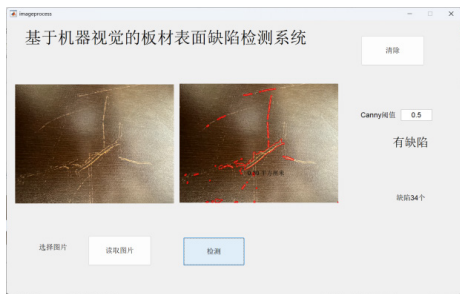 imageprocess
基于机器视觉的板材表面缺陷检测系统
清除
Canny阈值 0.5
有缺陷
缺陷34个
选择图片
读取图片
检测